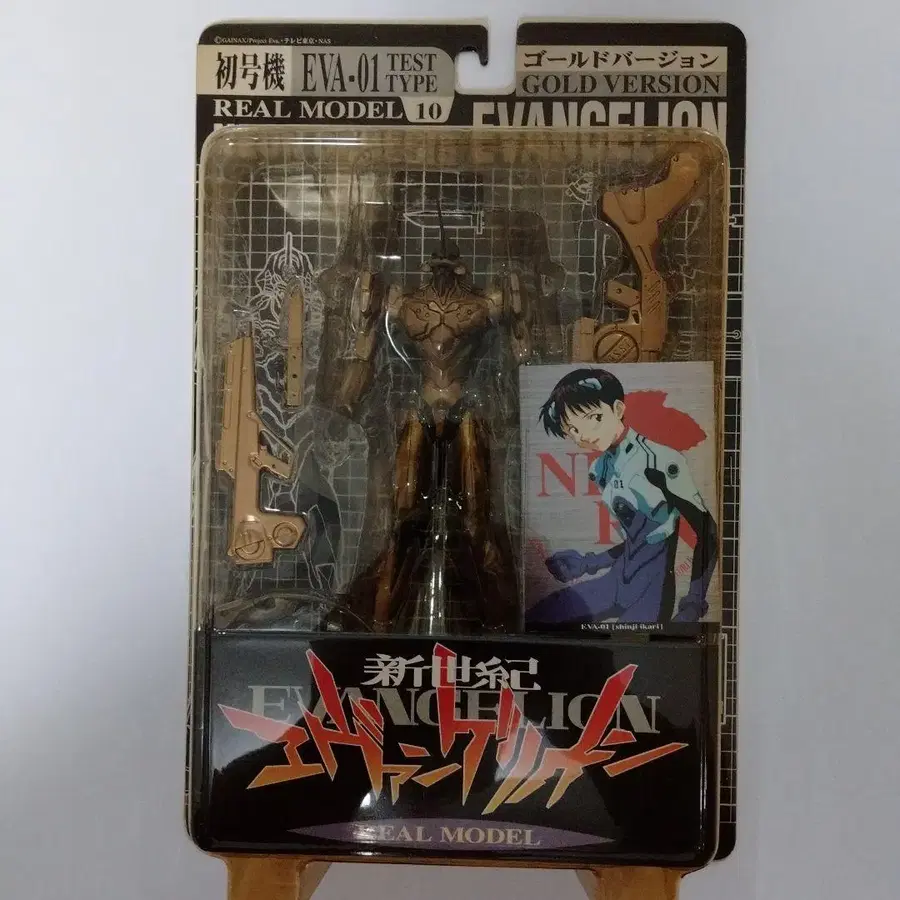 ©GAINAX/Project Eva.・テレビ東京・NAS
初号機 EVA-01 TEST TYPE
ゴールドバージョン
GOLD VERSION
REAL MODEL 10
EVANGELION
EVA-01 [shinji ikari]
新世紀
EVANGELION
エヴァンゲリオン
REAL MODEL